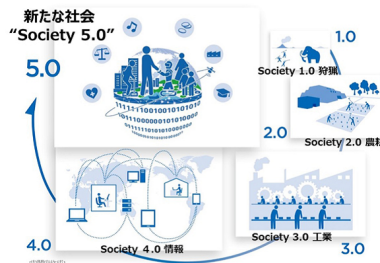 新たな社会
“Society 5.0”
5.0
1.0
Society 1.0 狩猟
2.0
Society 2.0 農耕
1111100100101010
Society 4.0 情報
4.0
Society 3.0 工業
3.0